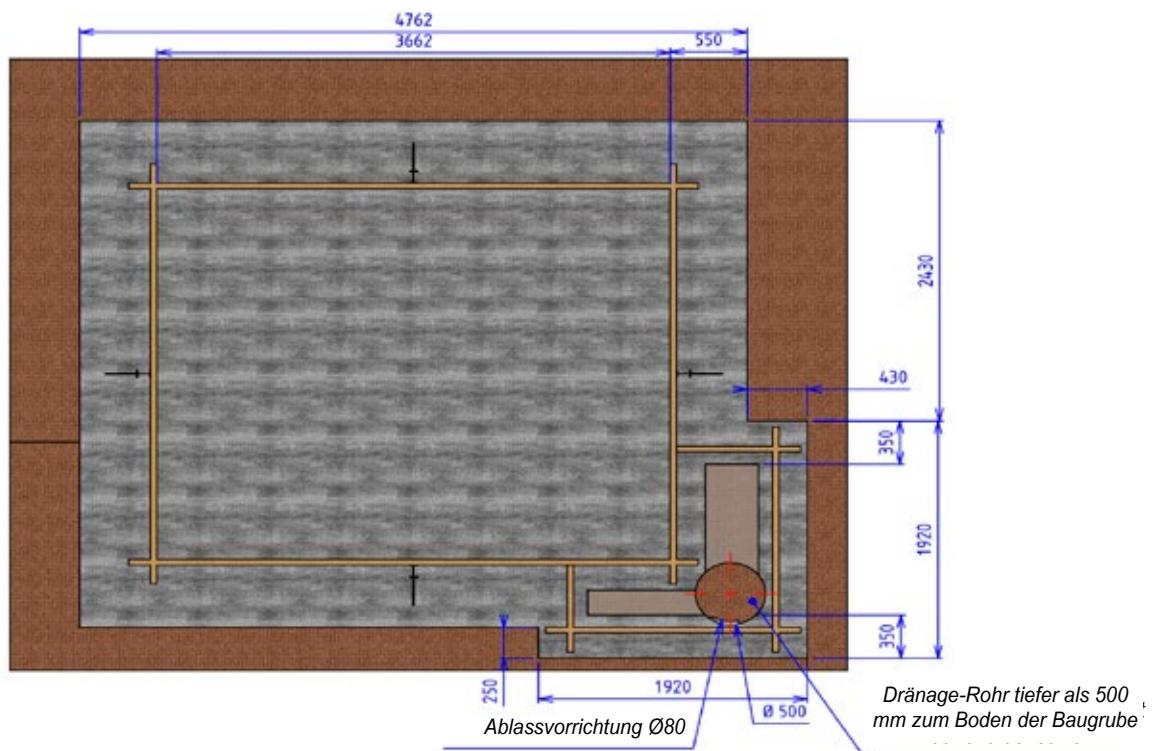 4762
3662
550
2430
430
350
1920
350
250
1920
Ø 500
Ablassvorrichtung Ø80
Dränage-Rohr tiefer als 500
mm zum Boden der Baugrube